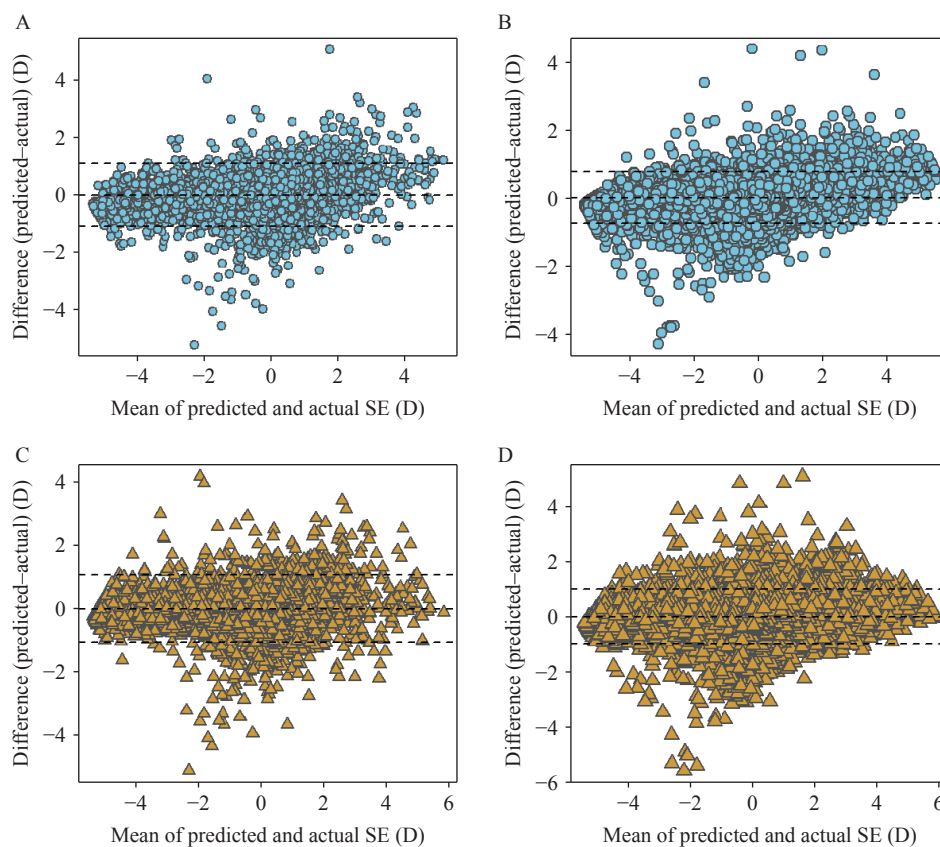 A
Difference (predicted–actual) (D)
4
2
0
−2
−4
−4 −2 0 2 4
Mean of predicted and actual SE (D)
B
Difference (predicted–actual) (D)
4
2
0
−2
−4
−4 −2 0 2 4
Mean of predicted and actual SE (D)
C
Difference (predicted–actual) (D)
4
2
0
−2
−4
−4 −2 0 2 4 6
Mean of predicted and actual SE (D)
D
Difference (predicted–actual) (D)
4
2
0
−2
−4
−6
−4 −2 0 2 4 6
Mean of predicted and actual SE (D)